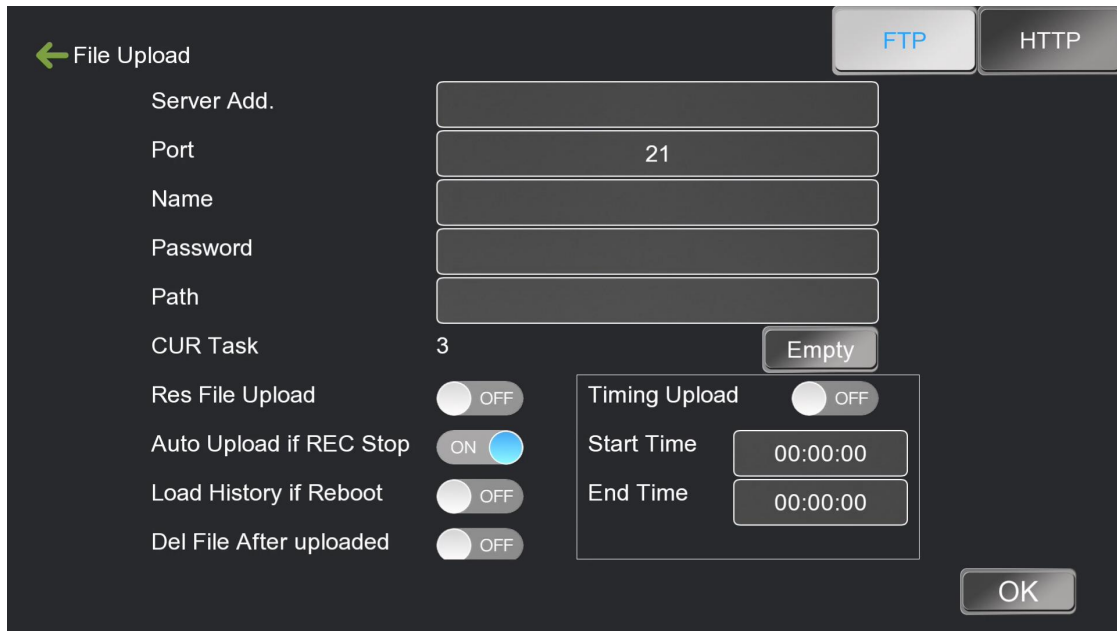 File Upload
FTP
HTTP
Server Add.
Port 21
Name
Password
Path
CUR Task 3 Empty
Res File Upload OFF Timing Upload OFF
Auto Upload if REC Stop ON Start Time 00:00:00
Load History if Reboot OFF End Time 00:00:00
Del File After uploaded OFF
OK